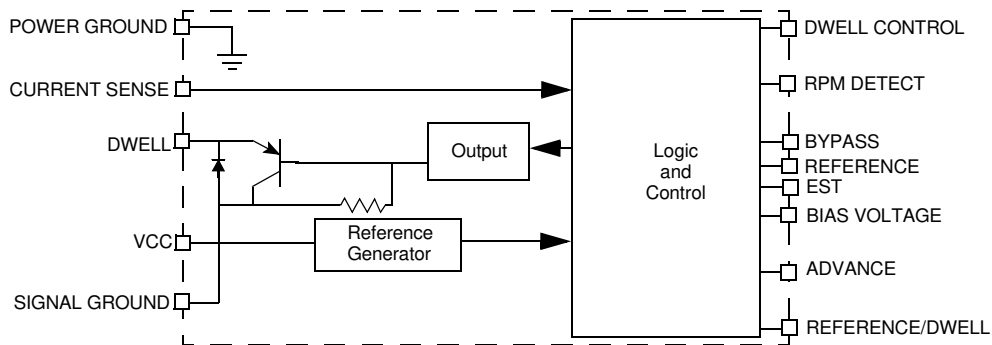 POWER GROUND
CURRENT SENSE
DWELL
VCC
SIGNAL GROUND
Output
Reference
Generator
Logic
and
Control
DWELL CONTROL
RPM DETECT
BYPASS
REFERENCE
EST
BIAS VOLTAGE
ADVANCE
REFERENCE/DWELL